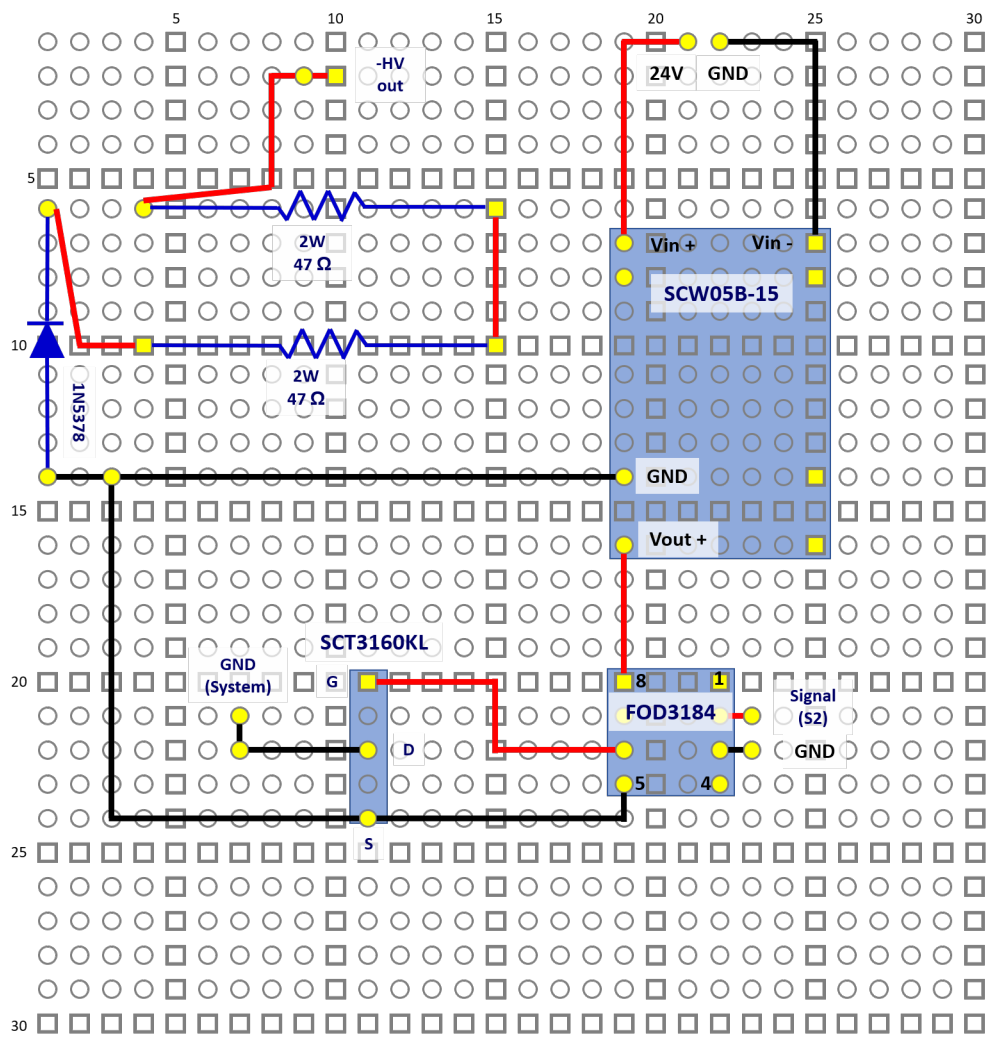 5
10
15
20
25
30
-HV
out
24V
GND
5
2W
47 Ω
Vin +
Vin -
SCW05B-15
10
2W
47 Ω
1N5378
GND
15
Vout +
SCT3160KL
GND
(System)
20
G
8
1
FOD3184
Signal
(S2)
D
GND
5
4
S
25
30